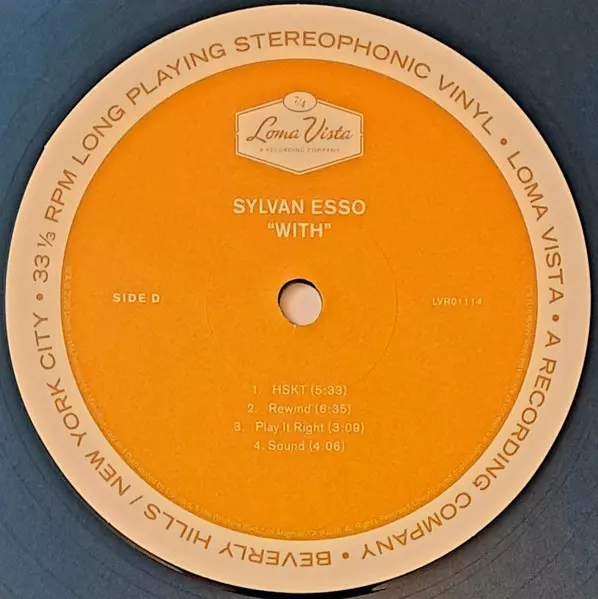 33 ⅓ RPM LONG PLAYING STEREOPHONIC VINYL • LOMA VISTA • A RECORDING COMPANY • BEVERLY HILLS / NEW YORK CITY •
Loma Vista
A RECORDING COMPANY
SYLVAN ESSO
"WITH"
SIDE D
LVR01114
1. HSKT (5:33)
2. Rewind (6:35)
3. Play It Right (3:09)
4. Sound (4:06)